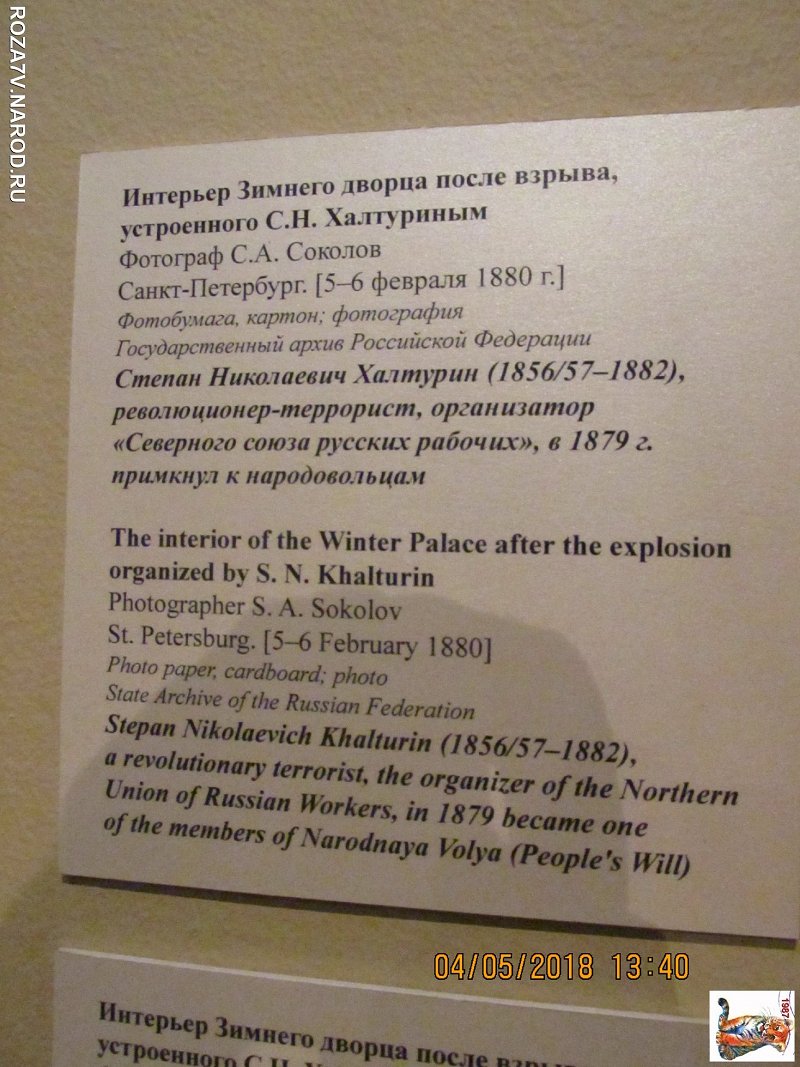 ROZA7V.NAROD.RU
Интерьер Зимнего дворца после взрыва,
устроенного С.Н. Халтуриным
Фотограф С.А. Соколов
Санкт-Петербург. [5–6 февраля 1880 г.]
Фотобумага, картон; фотография
Государственный архив Российской Федерации
Степан Николаевич Халтурин (1856/57–1882),
революционер-террорист, организатор
«Северного союза русских рабочих», в 1879 г.
примкнул к народовольцам
The interior of the Winter Palace after the explosion
organized by S. N. Khalturin
Photographer S. A. Sokolov
St. Petersburg. [5–6 February 1880]
Photo paper, cardboard; photo
State Archive of the Russian Federation
Stepan Nikolaevich Khalturin (1856/57–1882),
a revolutionary terrorist, the organizer of the Northern
Union of Russian Workers, in 1879 became one
of the members of Narodnaya Volya (People's Will)
04/05/2018 13:40
1987
Интерьер Зимнего дворца после
устроенного С.Н.